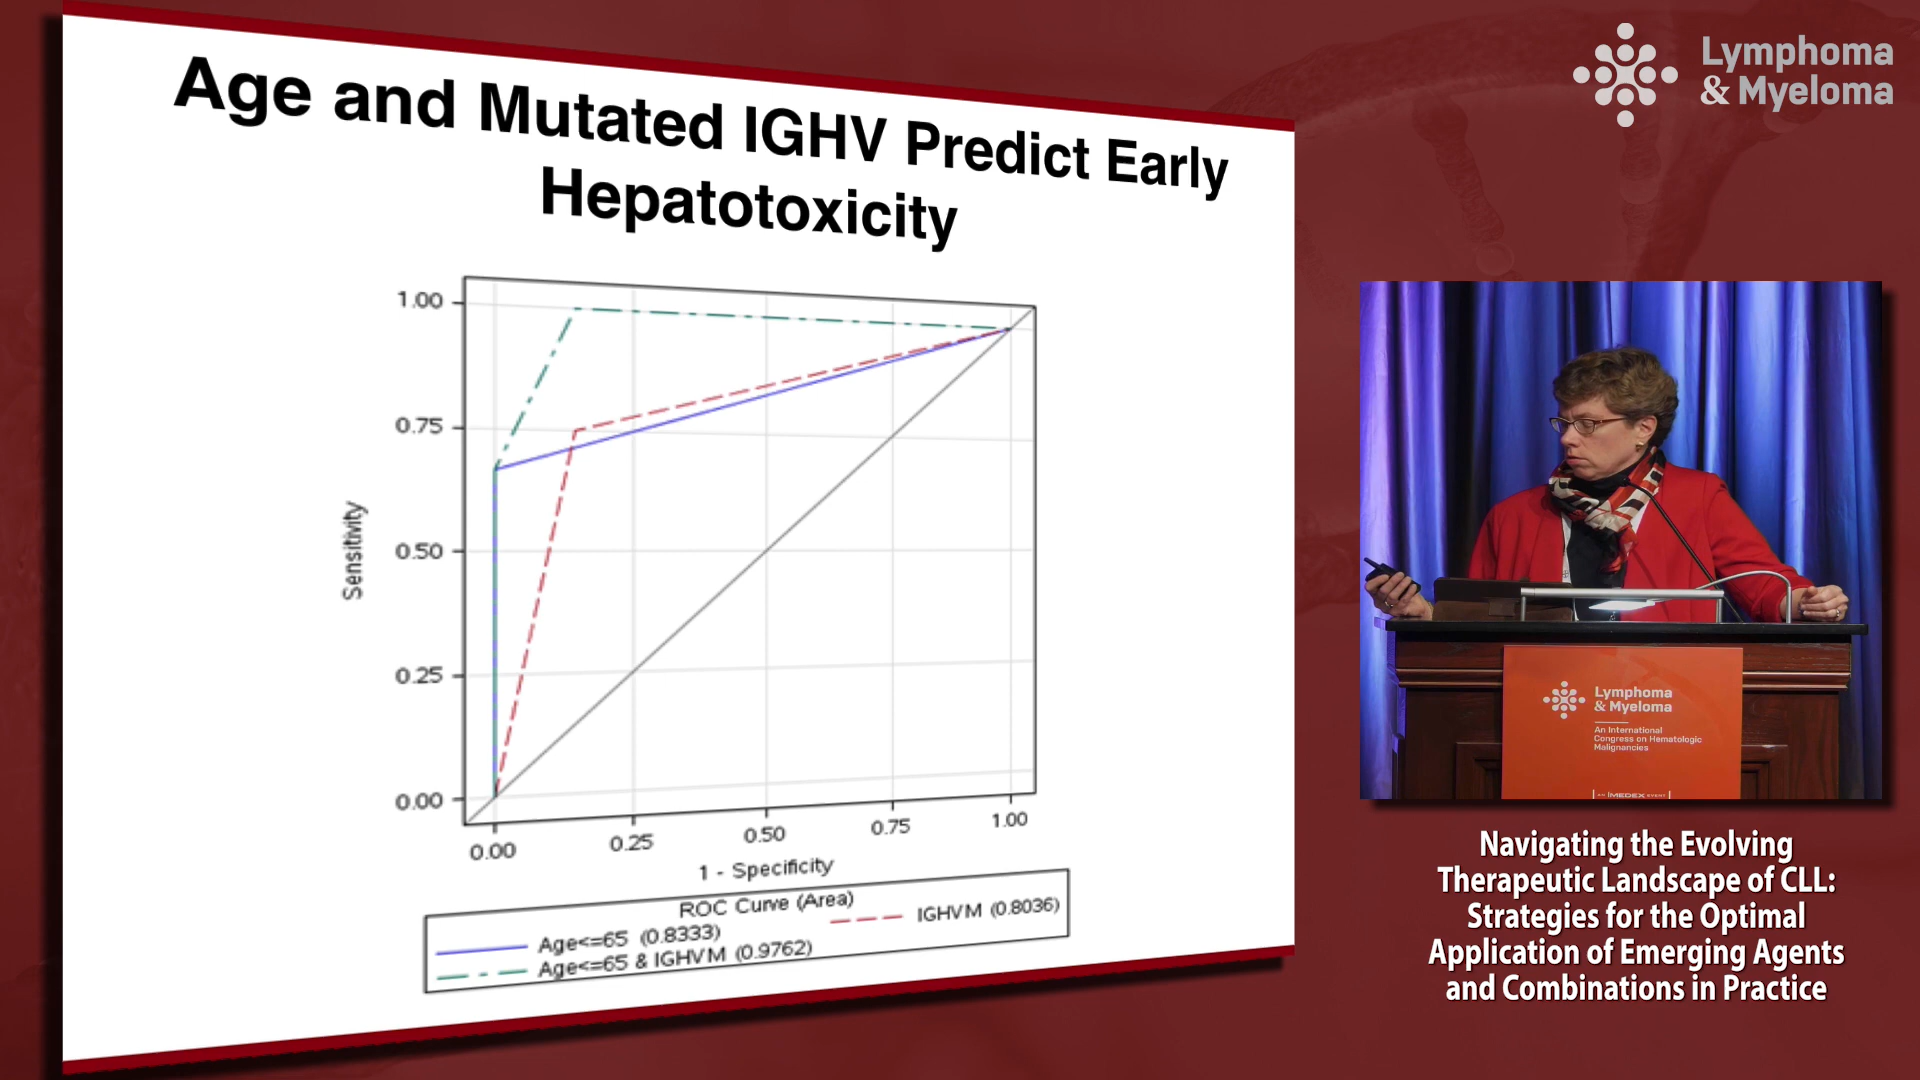 Age and Mutated IGHV Predict Early
Hepatotoxicity
1.00
0.75
0.50
0.25
0.00
Sensitivity
0.00
0.25
0.50
0.75
1.00
1 - Specificity
ROC Curve (Area)
Age<=65 (0.8333)
IGHVM (0.8036)
Age<=65 & IGHVM (0.9762)
Lymphoma
& Myeloma
Lymphoma
& Myeloma
An International
Congress on Hematologic
Malignancies
AN IMEDEX EVENT
Navigating the Evolving
Therapeutic Landscape of CLL:
Strategies for the Optimal
Application of Emerging Agents
and Combinations in Practice